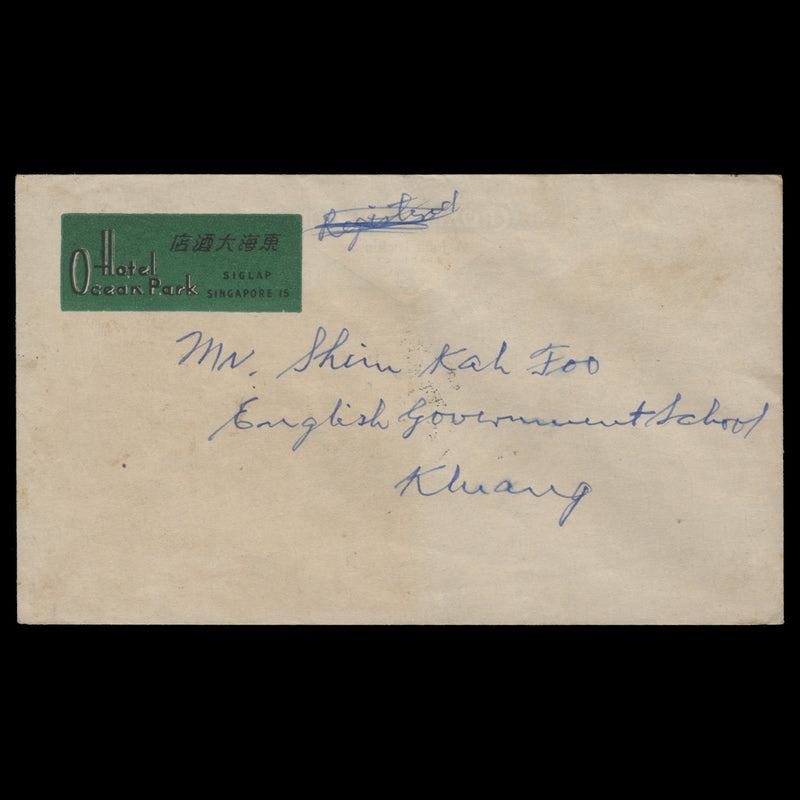 Registered
店酒大海東
Hotel
Ocean Park
SIGLAP
SINGAPORE 15
Mr. Shim Kah Foo
English Government School
Kluang